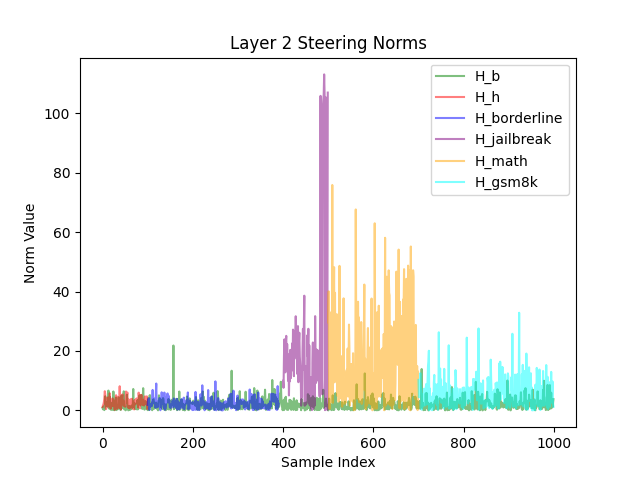 Layer 2 Steering Norms
H_b
H_h
H_borderline
H_jailbreak
H_math
H_gsm8k
Norm Value
100
80
60
40
20
0
0 200 400 600 800 1000
Sample Index